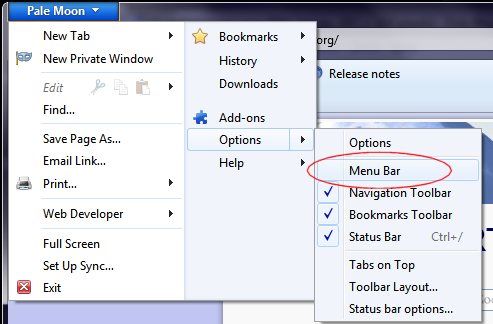 Pale Moon
New Tab
New Private Window
Edit
Find...
Save Page As...
Email Link...
Print...
Web Developer
Full Screen
Set Up Sync...
Exit
Bookmarks
History
Downloads
Add-ons
Options
Help
org/
Release notes
Options
Menu Bar
Navigation Toolbar
Bookmarks Toolbar
Status Bar Ctrl+/
Tabs on Top
Toolbar Layout...
Status bar options...